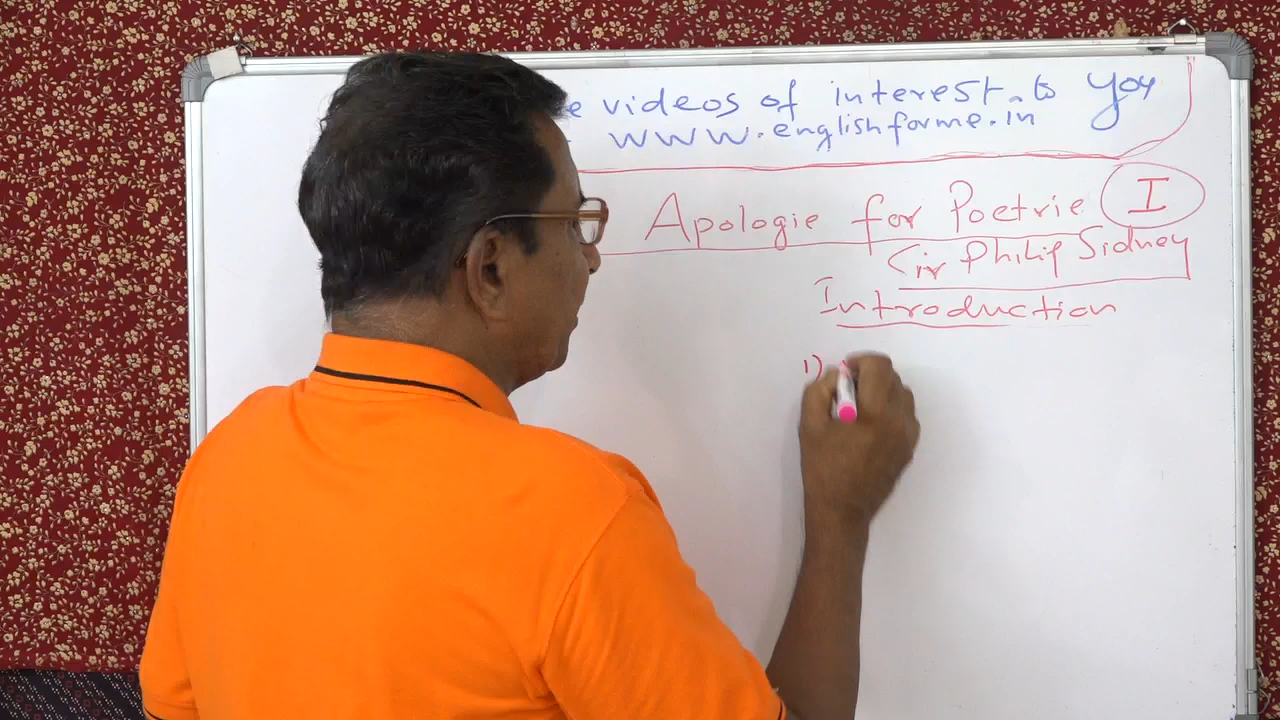 videos of interest to you
www.englishforme.in
Apologie for Poetrie I
Sir Philip Sidney
Introduction
1)